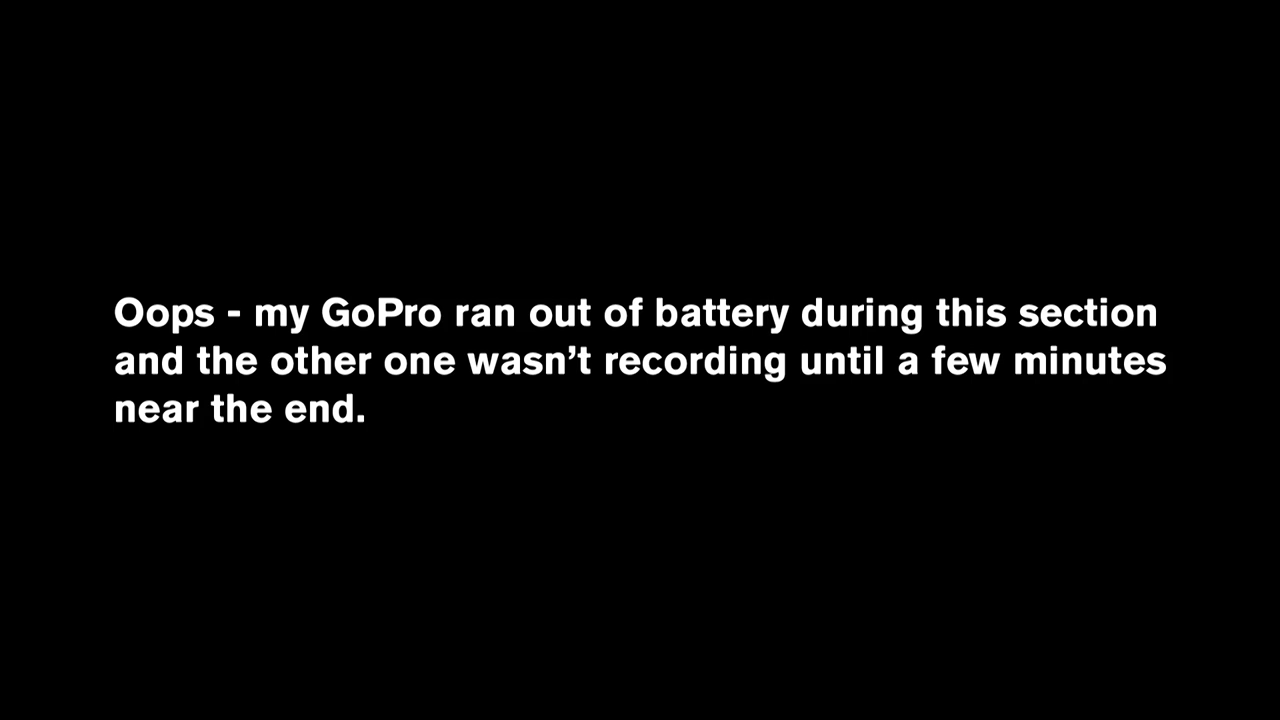 Oops - my GoPro ran out of battery during this section
and the other one wasn’t recording until a few minutes
near the end.